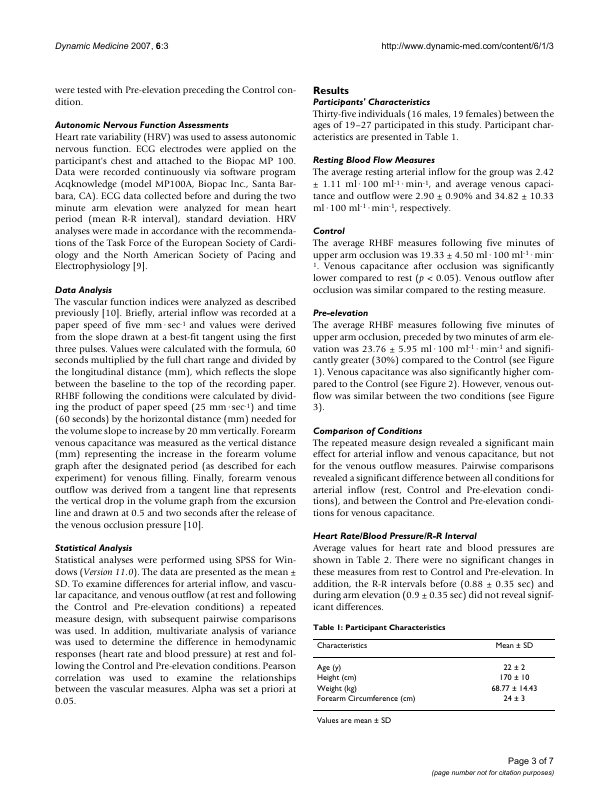 Dynamic Medicine 2007, 6:3
http://www.dynamic-med.com/content/6/1/3
were tested with Pre-elevation preceding the Control con-
dition.
Autonomic Nervous Function Assessments
Heart rate variability (HRV) was used to assess autonomic
nervous function. ECG electrodes were applied on the
participant's chest and attached to the Biopac MP 100.
Data were recorded continuously via software program
Acqknowledge (model MP100A, Biopac Inc., Santa Bar-
bara, CA). ECG data collected before and during the two
minute arm elevation were analyzed for mean heart
period (mean R-R interval), standard deviation. HRV
analyses were made in accordance with the recommenda-
tions of the Task Force of the European Society of Cardi-
ology and the North American Society of Pacing and
Electrophysiology [9].
Data Analysis
The vascular function indices were analyzed as described
previously [10]. Briefly, arterial inflow was recorded at a
paper speed of five mm·sec⁻¹ and values were derived
from the slope drawn at a best-fit tangent using the first
three pulses. Values were calculated with the formula, 60
seconds multiplied by the full chart range and divided by
the longitudinal distance (mm), which reflects the slope
between the baseline to the top of the recording paper.
RHBF following the conditions were calculated by divid-
ing the product of paper speed (25 mm·sec⁻¹) and time
(60 seconds) by the horizontal distance (mm) needed for
the volume slope to increase by 20 mm vertically. Forearm
venous capacitance was measured as the vertical distance
(mm) representing the increase in the forearm volume
graph after the designated period (as described for each
experiment) for venous filling. Finally, forearm venous
outflow was derived from a tangent line that represents
the vertical drop in the volume graph from the excursion
line and drawn at 0.5 and two seconds after the release of
the venous occlusion pressure [10].
Statistical Analysis
Statistical analyses were performed using SPSS for Win-
dows (Version 11.0). The data are presented as the mean ±
SD. To examine differences for arterial inflow, and vascu-
lar capacitance, and venous outflow (at rest and following
the Control and Pre-elevation conditions) a repeated
measure design, with subsequent pairwise comparisons
was used. In addition, multivariate analysis of variance
was used to determine the difference in hemodynamic
responses (heart rate and blood pressure) at rest and fol-
lowing the Control and Pre-elevation conditions. Pearson
correlation was used to examine the relationships
between the vascular measures. Alpha was set a priori at
0.05.
Results
Participants' Characteristics
Thirty-five individuals (16 males, 19 females) between the
ages of 19–27 participated in this study. Participant char-
acteristics are presented in Table 1.
Resting Blood Flow Measures
The average resting arterial inflow for the group was 2.42
± 1.11 ml·100 ml⁻¹·min⁻¹, and average venous capaci-
tance and outflow were 2.90 ± 0.90% and 34.82 ± 10.33
ml·100 ml⁻¹·min⁻¹, respectively.
Control
The average RHBF measures following five minutes of
upper arm occlusion was 19.33 ± 4.50 ml·100 ml⁻¹·min⁻
¹. Venous capacitance after occlusion was significantly
lower compared to rest (p < 0.05). Venous outflow after
occlusion was similar compared to the resting measure.
Pre-elevation
The average RHBF measures following five minutes of
upper arm occlusion, preceded by two minutes of arm ele-
vation was 23.76 ± 5.95 ml·100 ml⁻¹·min⁻¹ and signifi-
cantly greater (30%) compared to the Control (see Figure
1). Venous capacitance was also significantly higher com-
pared to the Control (see Figure 2). However, venous out-
flow was similar between the two conditions (see Figure
3).
Comparison of Conditions
The repeated measure design revealed a significant main
effect for arterial inflow and venous capacitance, but not
for the venous outflow measures. Pairwise comparisons
revealed a significant difference between all conditions for
arterial inflow (rest, Control and Pre-elevation condi-
tions), and between the Control and Pre-elevation condi-
tions for venous capacitance.
Heart Rate/Blood Pressure/R-R Interval
Average values for heart rate and blood pressures are
shown in Table 2. There were no significant changes in
these measures from rest to Control and Pre-elevation. In
addition, the R-R intervals before (0.88 ± 0.35 sec) and
during arm elevation (0.9 ± 0.35 sec) did not reveal signif-
icant differences.
Table 1: Participant Characteristics
Characteristics Mean ± SD
Age (y) 22 ± 2
Height (cm) 170 ± 10
Weight (kg) 68.77 ± 14.43
Forearm Circumference (cm) 24 ± 3
Values are mean ± SD
Page 3 of 7
(page number not for citation purposes)